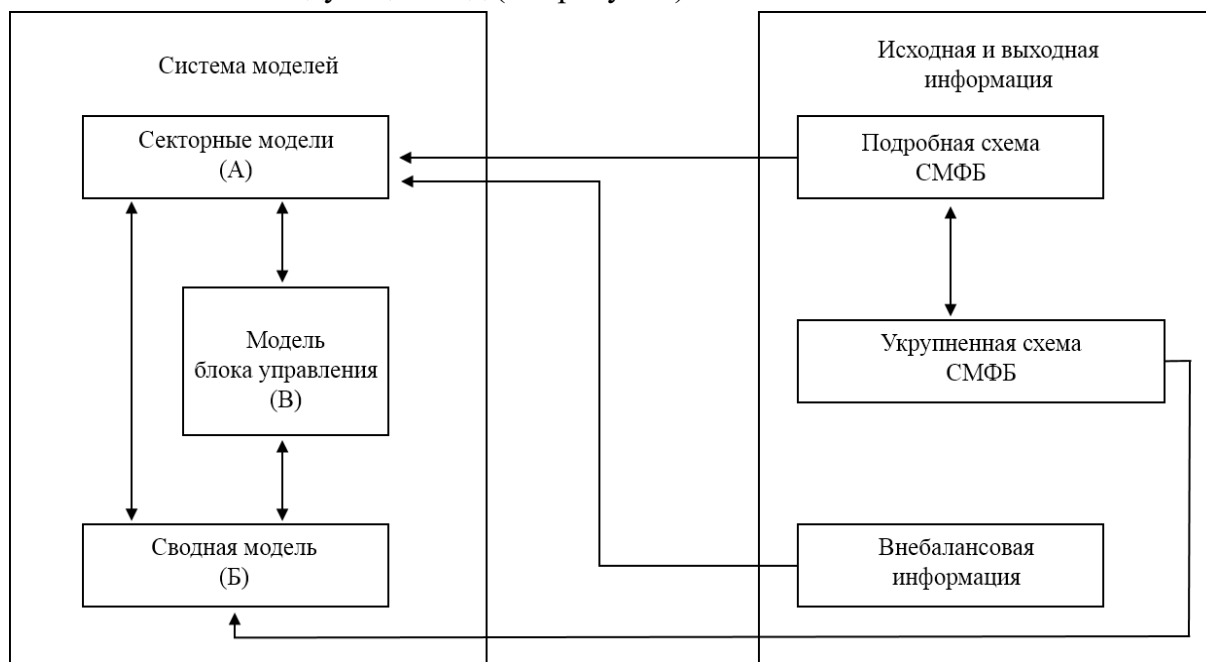 Система моделей
Секторные модели
(А)
Модель
блока управления
(В)
Сводная модель
(Б)
Исходная и выходная
информация
Подробная схема
СМФБ
Укрупненная схема
СМФБ
Внебалансовая
информация